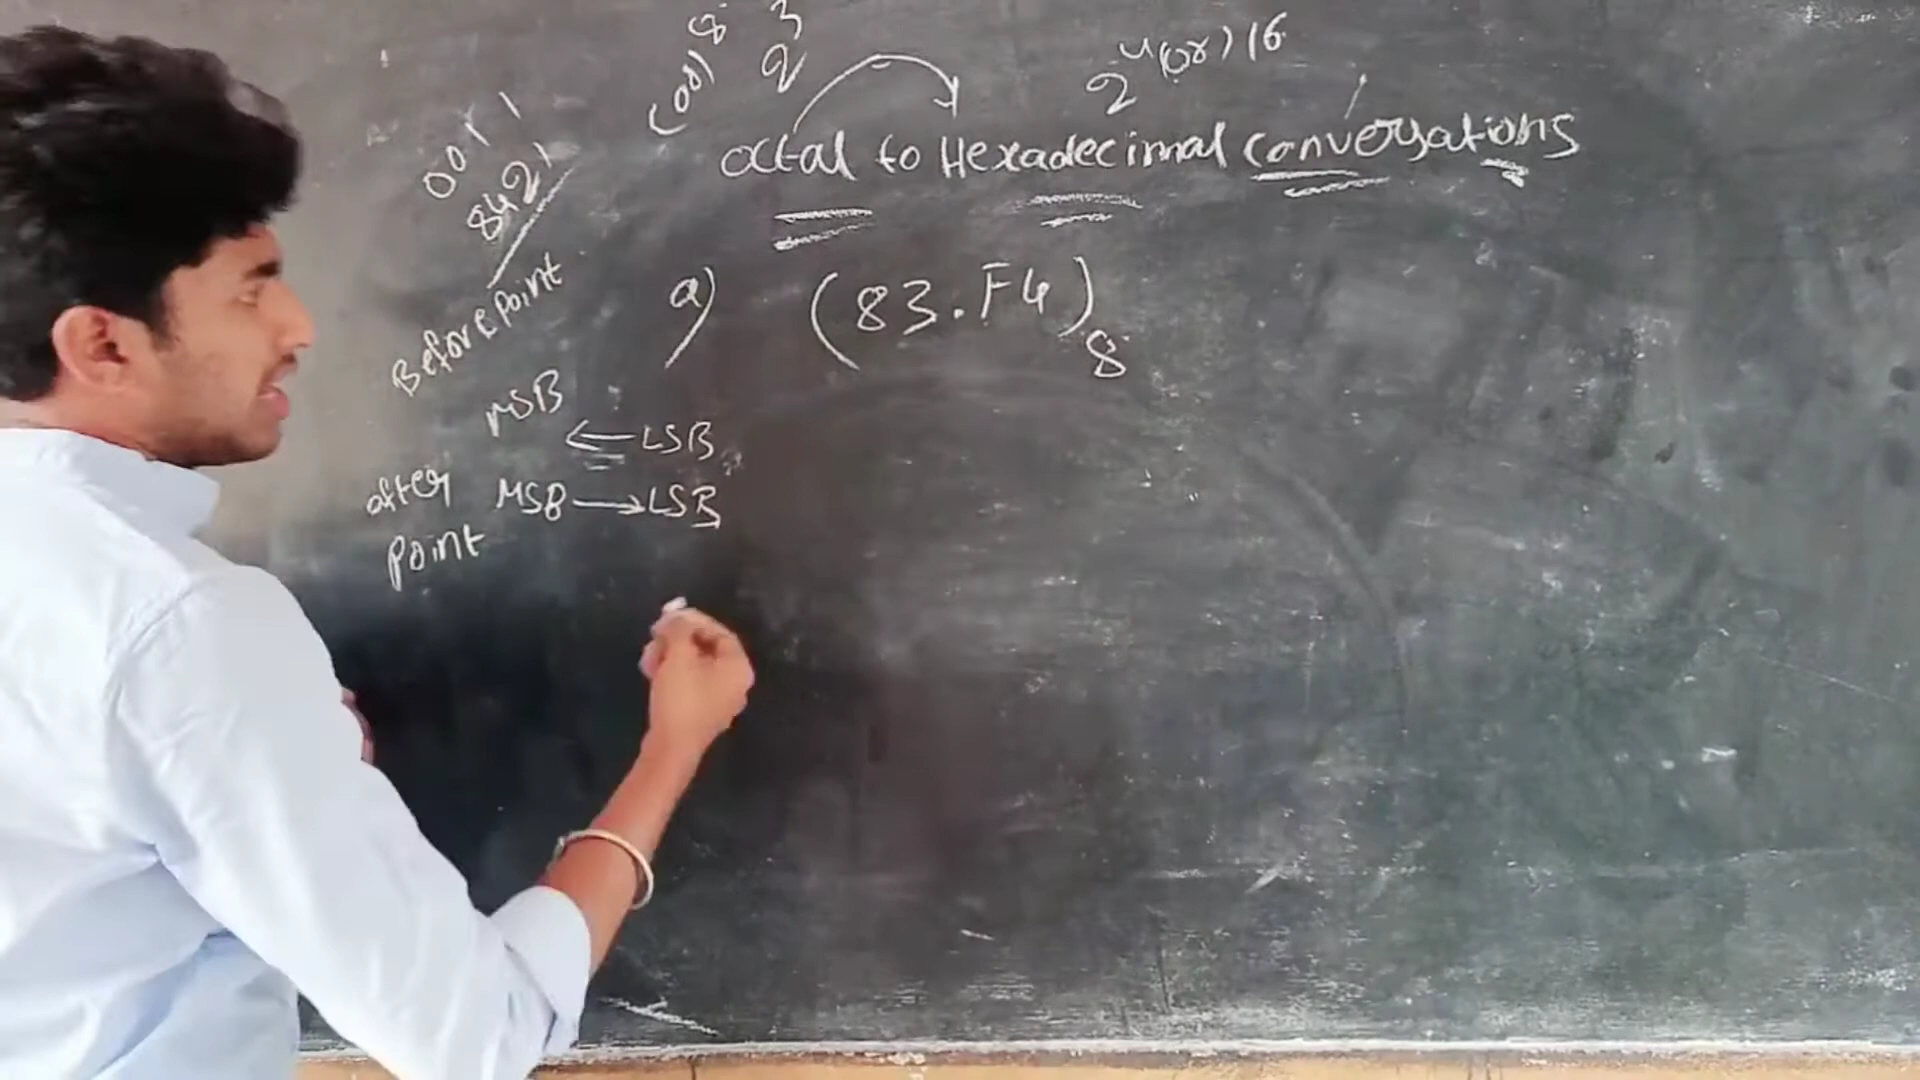 (or) 8 2³
2⁴ (or) 16
octal to Hexadecimal conversations
0011
8421
a) (83.F4)₈
Before point
MSB
⟸ LSB
after MSB → LSB
point